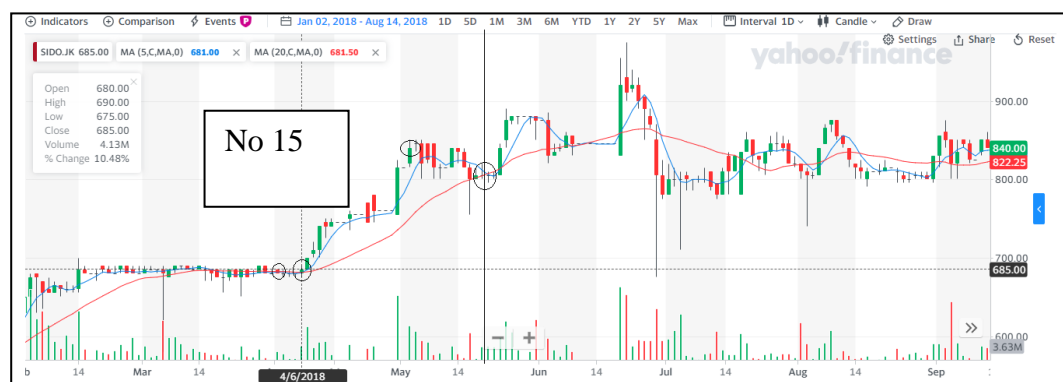 Indicators Comparison Events P Jan 02, 2018 - Aug 14, 2018 1D 5D 1M 3M 6M YTD 1Y 2Y 5Y Max Interval 1D Candle Draw
Settings Share Reset
SIDO.JK 685.00 MA (5,C,MA,0) 681.00 × MA (20,C,MA,0) 681.50 ×
yahoo!finance
×
Open 680.00
High 690.00
Low 675.00
Close 685.00
Volume 4.13M
% Change 10.48%
No 15
900.00
840.00
822.25
800.00
700.00
685.00
600.00
3.63M
− +
»
14 Mar 14 May 14 Jun 14 Jul 14 Aug 14 Sep
4/6/2018